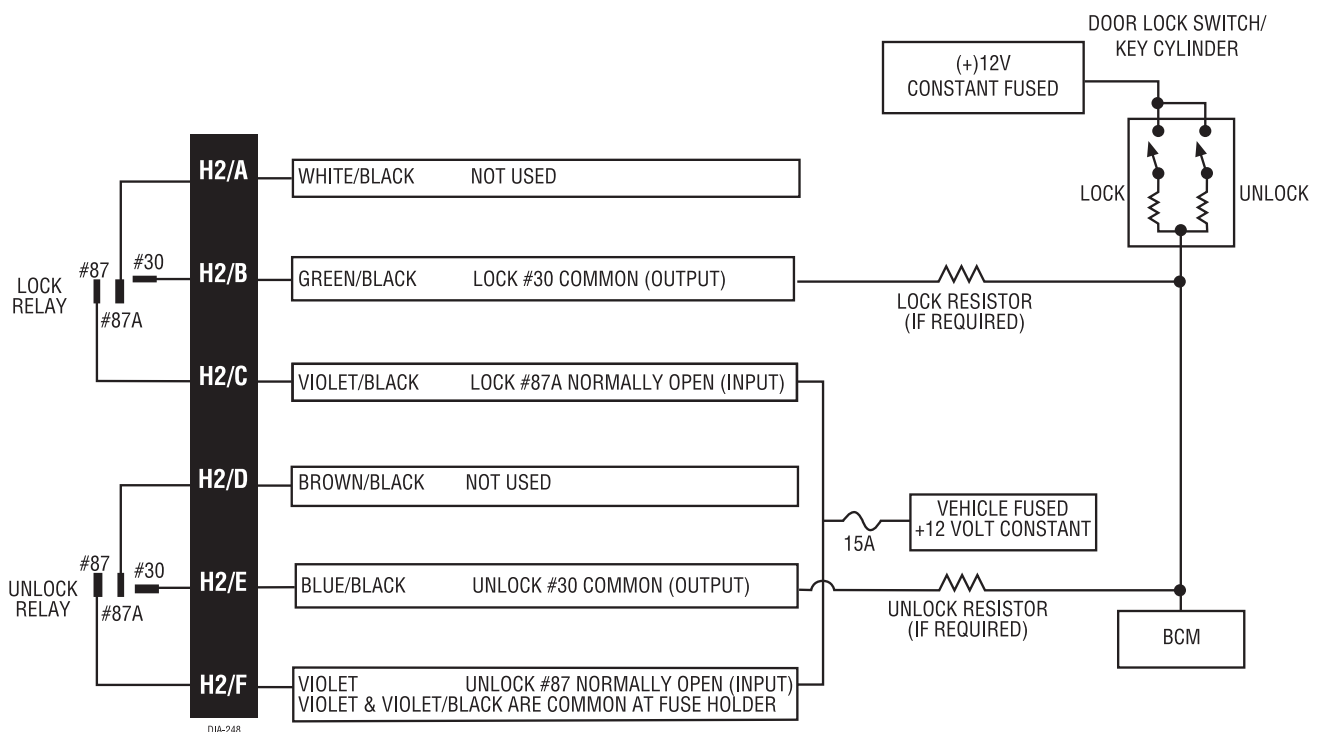 DOOR LOCK SWITCH/
KEY CYLINDER
(+)12V
CONSTANT FUSED
LOCK
UNLOCK
H2/A
WHITE/BLACK NOT USED
#87
#30
LOCK
RELAY
#87A
H2/B
GREEN/BLACK LOCK #30 COMMON (OUTPUT)
LOCK RESISTOR
(IF REQUIRED)
H2/C
VIOLET/BLACK LOCK #87A NORMALLY OPEN (INPUT)
H2/D
BROWN/BLACK NOT USED
15A
VEHICLE FUSED
+12 VOLT CONSTANT
#87
#30
UNLOCK
RELAY
#87A
H2/E
BLUE/BLACK UNLOCK #30 COMMON (OUTPUT)
UNLOCK RESISTOR
(IF REQUIRED)
BCM
H2/F
VIOLET UNLOCK #87 NORMALLY OPEN (INPUT)
VIOLET & VIOLET/BLACK ARE COMMON AT FUSE HOLDER
DIA-248